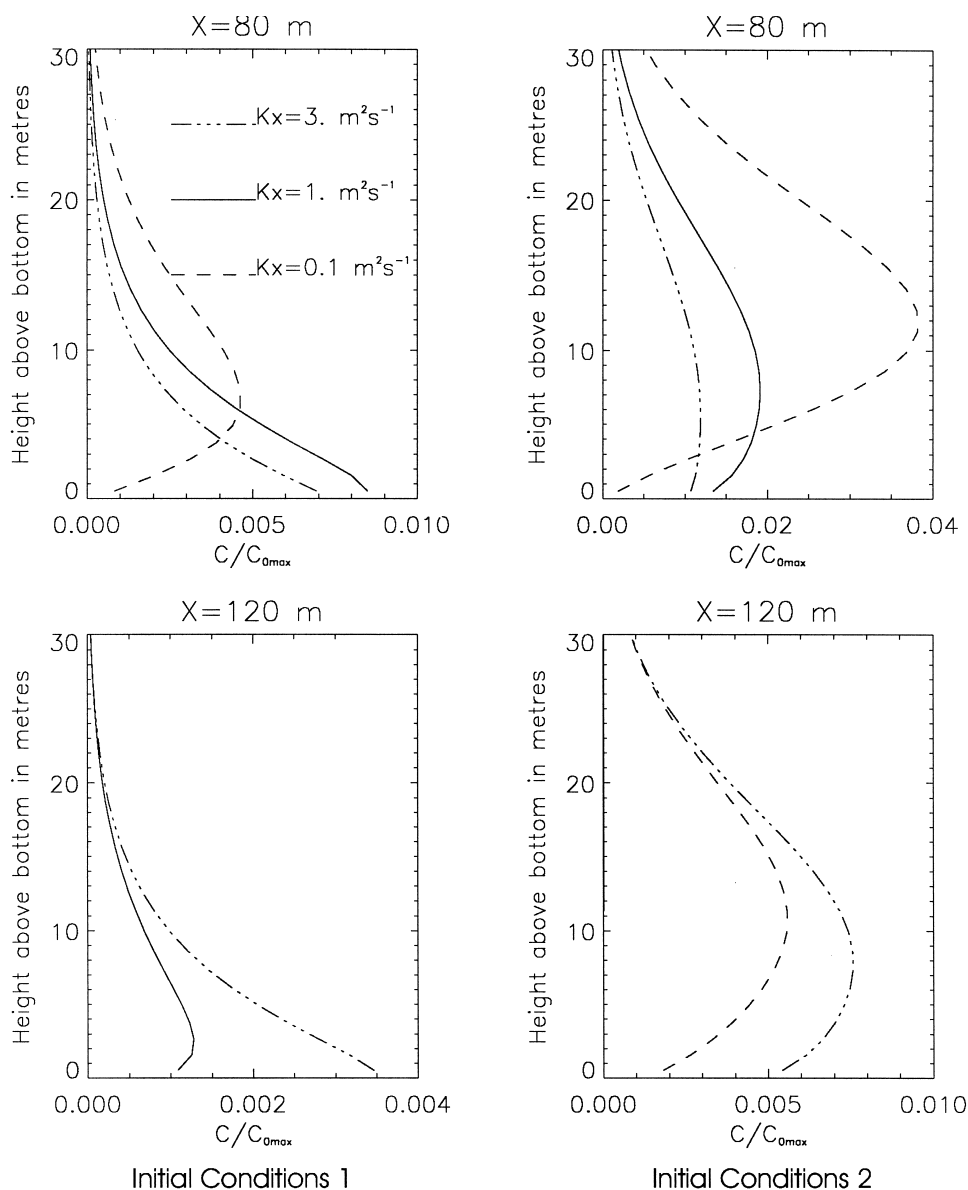 X=80 m
Height above bottom in metres
30
20
10
0
Kx=3. m²s⁻¹
Kx=1. m²s⁻¹
Kx=0.1 m²s⁻¹
0.000 0.005 0.010
C/C0max
X=80 m
Height above bottom in metres
30
20
10
0
0.00 0.02 0.04
C/C0max
X=120 m
Height above bottom in metres
30
20
10
0
0.000 0.002 0.004
C/C0max
Initial Conditions 1
X=120 m
Height above bottom in metres
30
20
10
0
0.000 0.005 0.010
C/C0max
Initial Conditions 2